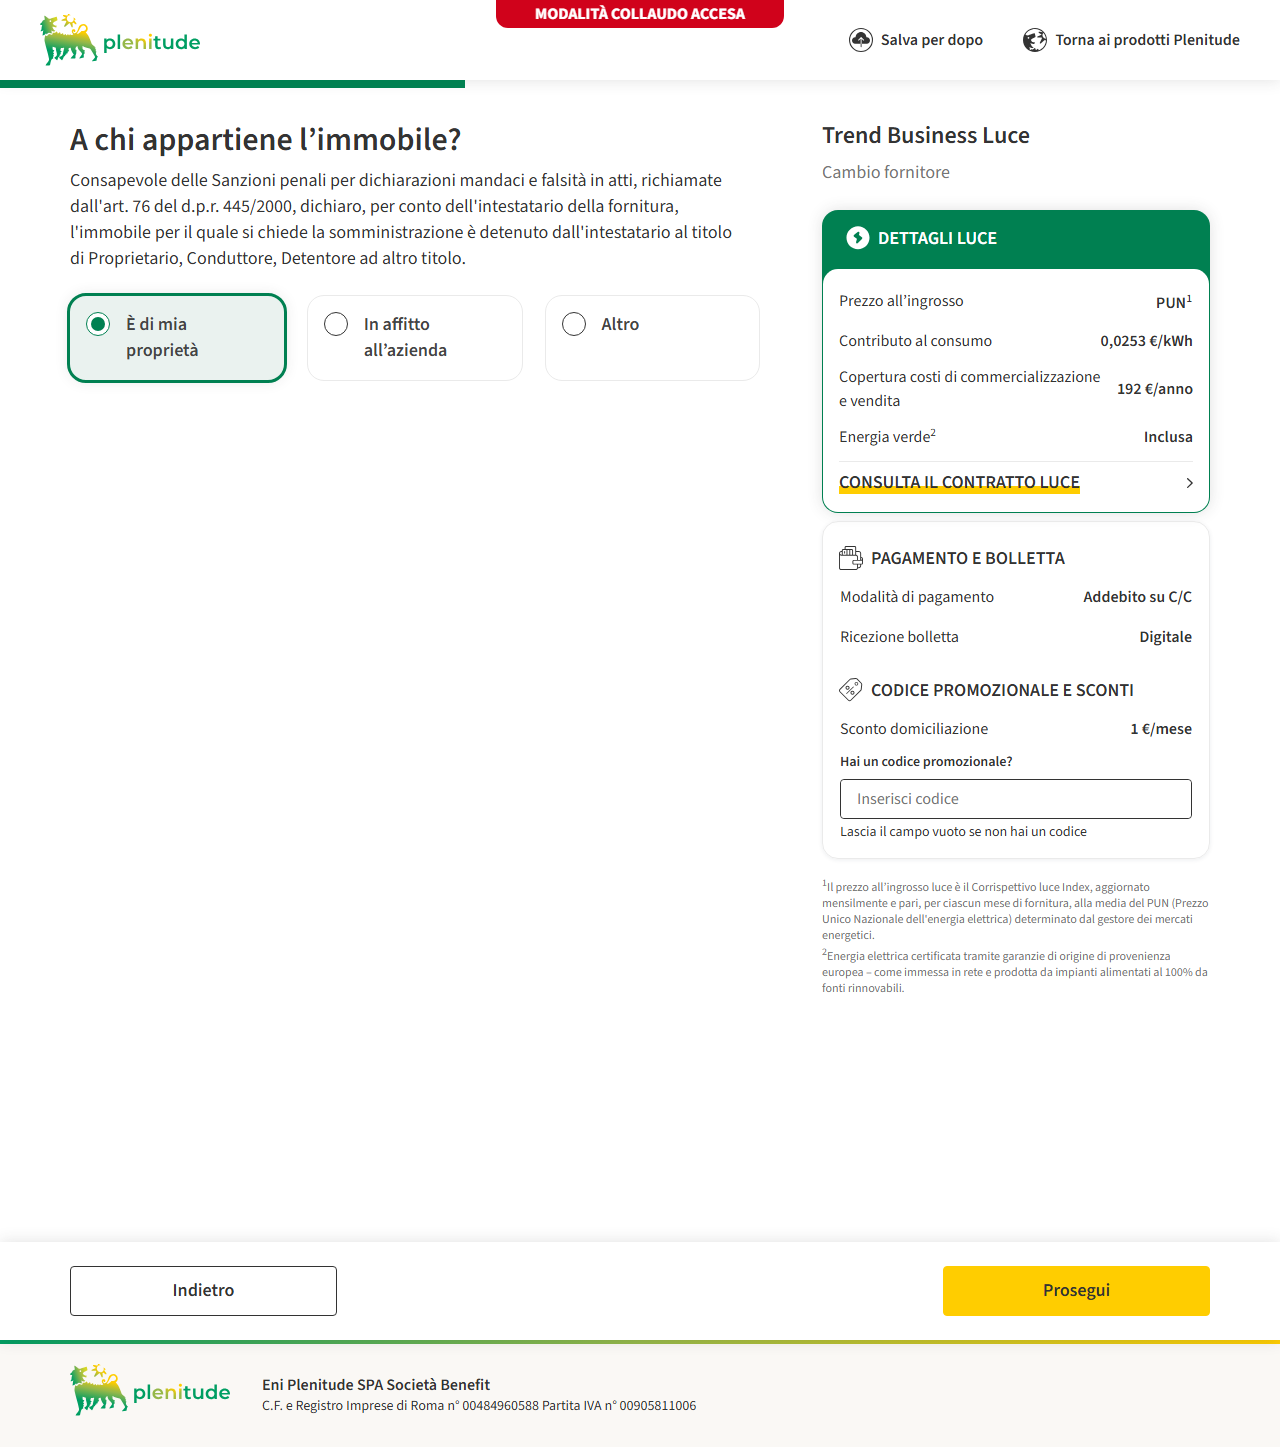 MODALITÀ COLLAUDO ACCESA
plenitude
Salva per dopo
Torna ai prodotti Plenitude
A chi appartiene l’immobile?
Consapevole delle Sanzioni penali per dichiarazioni mandaci e falsità in atti, richiamate
dall'art. 76 del d.p.r. 445/2000, dichiaro, per conto dell'intestatario della fornitura,
l'immobile per il quale si chiede la somministrazione è detenuto dall'intestatario al titolo
di Proprietario, Conduttore, Detentore ad altro titolo.
È di mia
proprietà
In affitto
all’azienda
Altro
Trend Business Luce
Cambio fornitore
DETTAGLI LUCE
Prezzo all’ingrosso
PUN¹
Contributo al consumo
0,0253 €/kWh
Copertura costi di commercializzazione
e vendita
192 €/anno
Energia verde²
Inclusa
CONSULTA IL CONTRATTO LUCE
PAGAMENTO E BOLLETTA
Modalità di pagamento
Addebito su C/C
Ricezione bolletta
Digitale
CODICE PROMOZIONALE E SCONTI
Sconto domiciliazione
1 €/mese
Hai un codice promozionale?
Inserisci codice
Lascia il campo vuoto se non hai un codice
¹Il prezzo all’ingrosso luce è il Corrispettivo luce Index, aggiornato
mensilmente e pari, per ciascun mese di fornitura, alla media del PUN (Prezzo
Unico Nazionale dell'energia elettrica) determinato dal gestore dei mercati
energetici.
²Energia elettrica certificata tramite garanzie di origine di provenienza
europea – come immessa in rete e prodotta da impianti alimentati al 100% da
fonti rinnovabili.
Indietro
Prosegui
plenitude
Eni Plenitude SPA Società Benefit
C.F. e Registro Imprese di Roma n° 00484960588 Partita IVA n° 00905811006